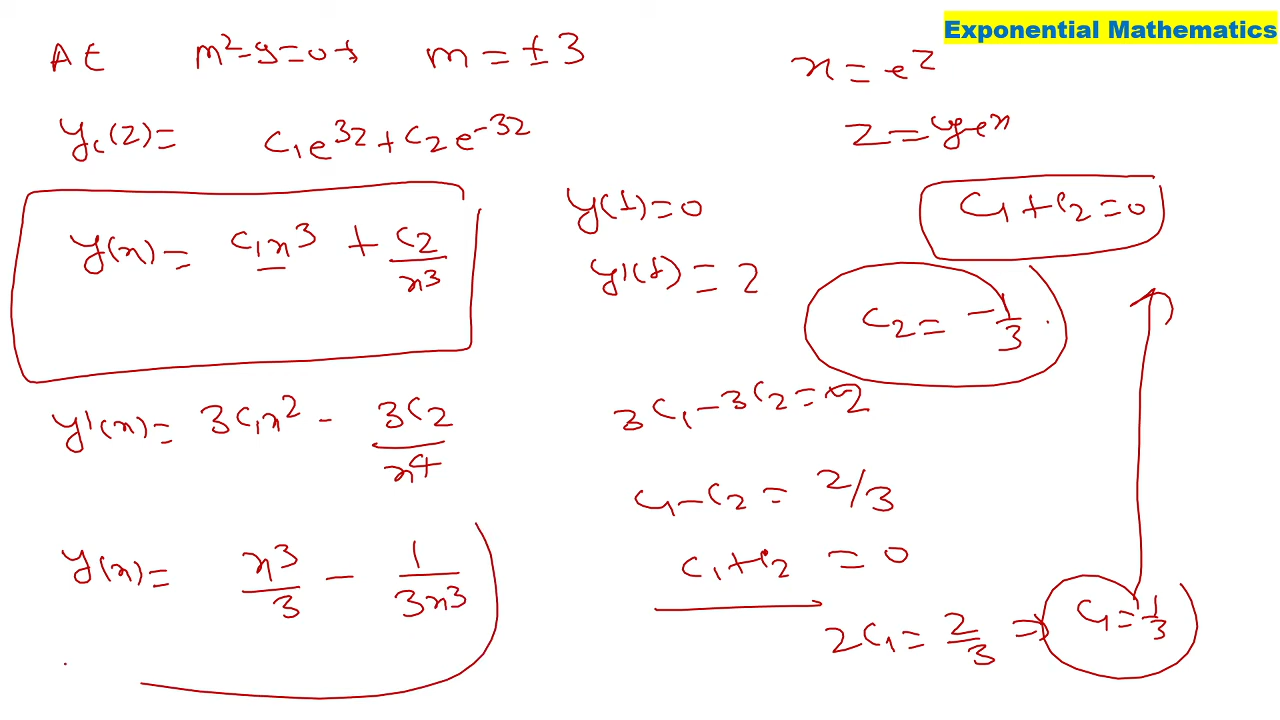 Exponential Mathematics
A E m²-9=0 m = ± 3
x = e^z
y_c(z) = c₁e^{3z} + c₂e^{-3z}
z = log e^x
y(x) = c₁x³ + c₂/x³
y(1) = 0
c₁ + c₂ = 0
y'(1) = 2
c₂ = -1/3
y'(x) = 3c₁x² - 3c₂/x⁴
3c₁ - 3c₂ = 2
c₁ - c₂ = 2/3
y(x) = x³/3 - 1/3x³
c₁ + c₂ = 0
2c₁ = 2/3 ⇒ c₁ = 1/3